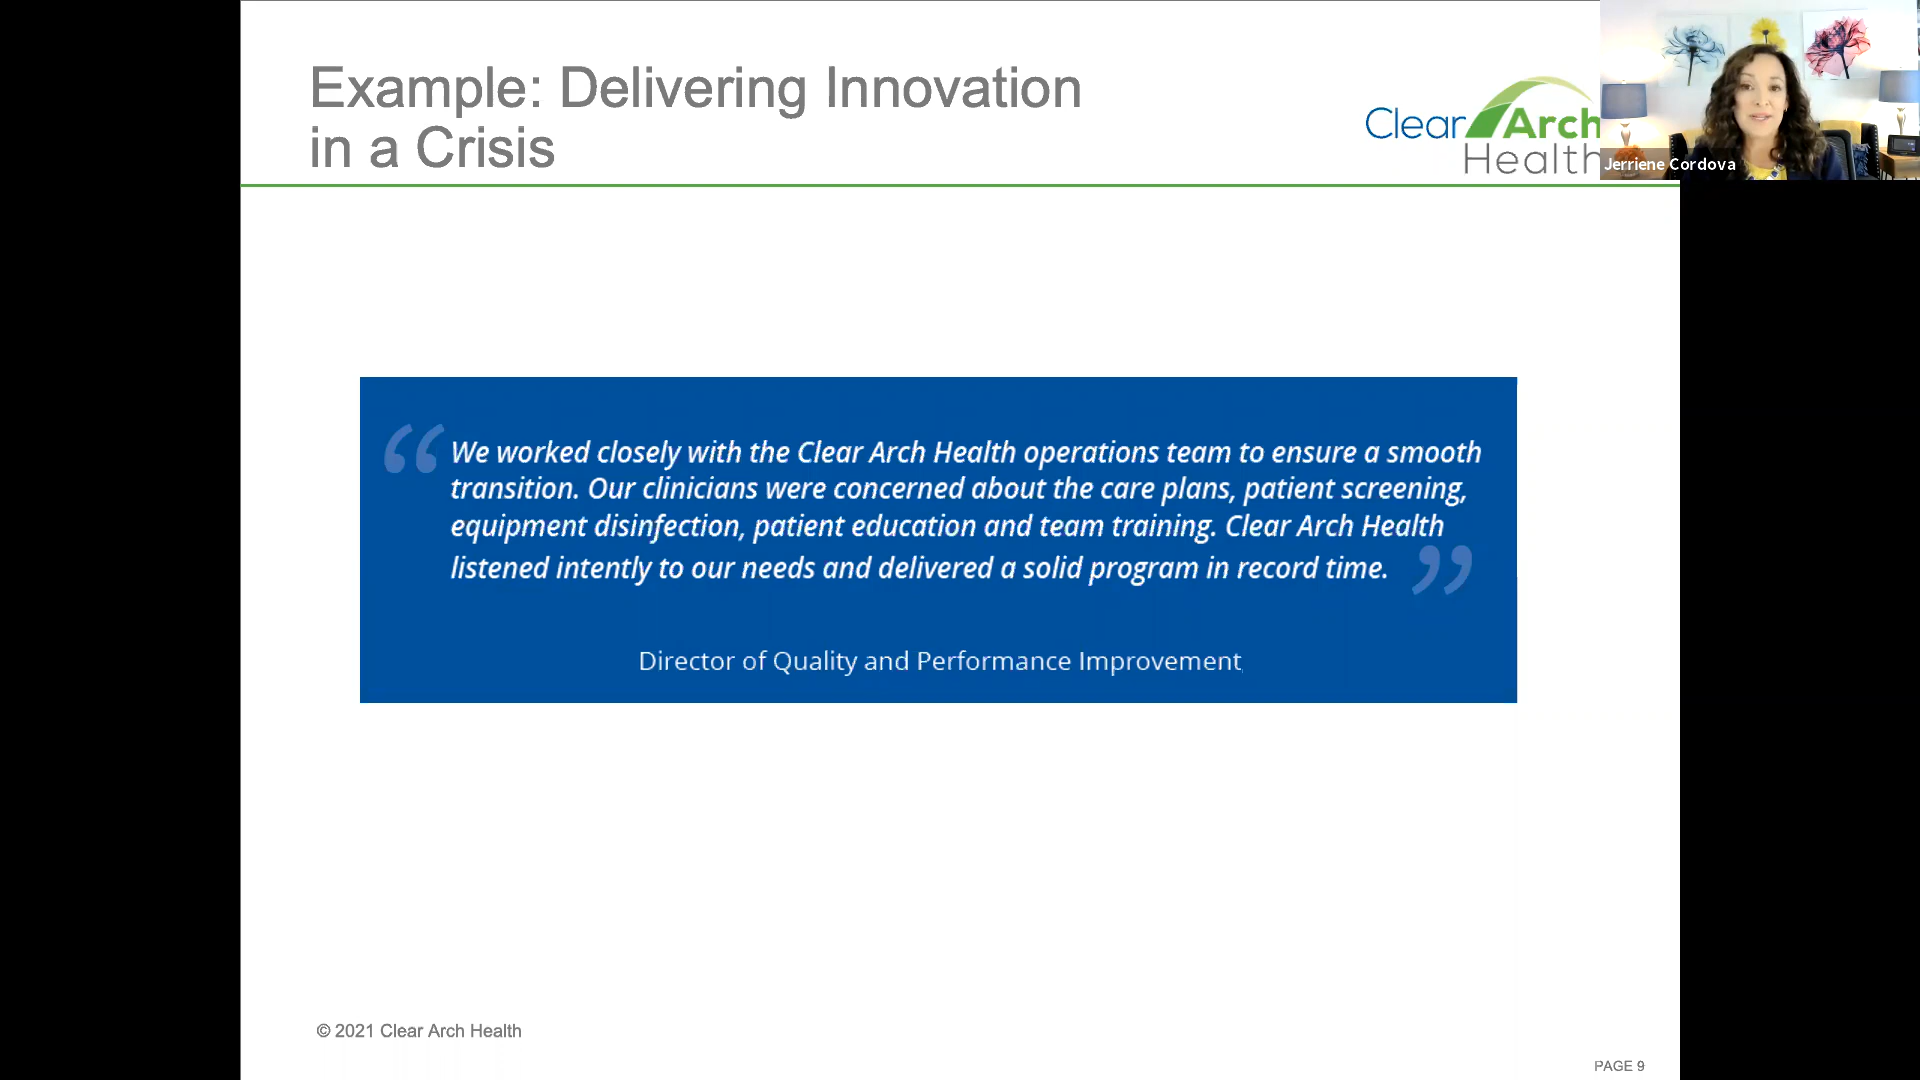 Example: Delivering Innovation
in a Crisis
Clear Arch
Health
Jerriene Cordova
“We worked closely with the Clear Arch Health operations team to ensure a smooth
transition. Our clinicians were concerned about the care plans, patient screening,
equipment disinfection, patient education and team training. Clear Arch Health
listened intently to our needs and delivered a solid program in record time.”
Director of Quality and Performance Improvement
© 2021 Clear Arch Health
PAGE 9